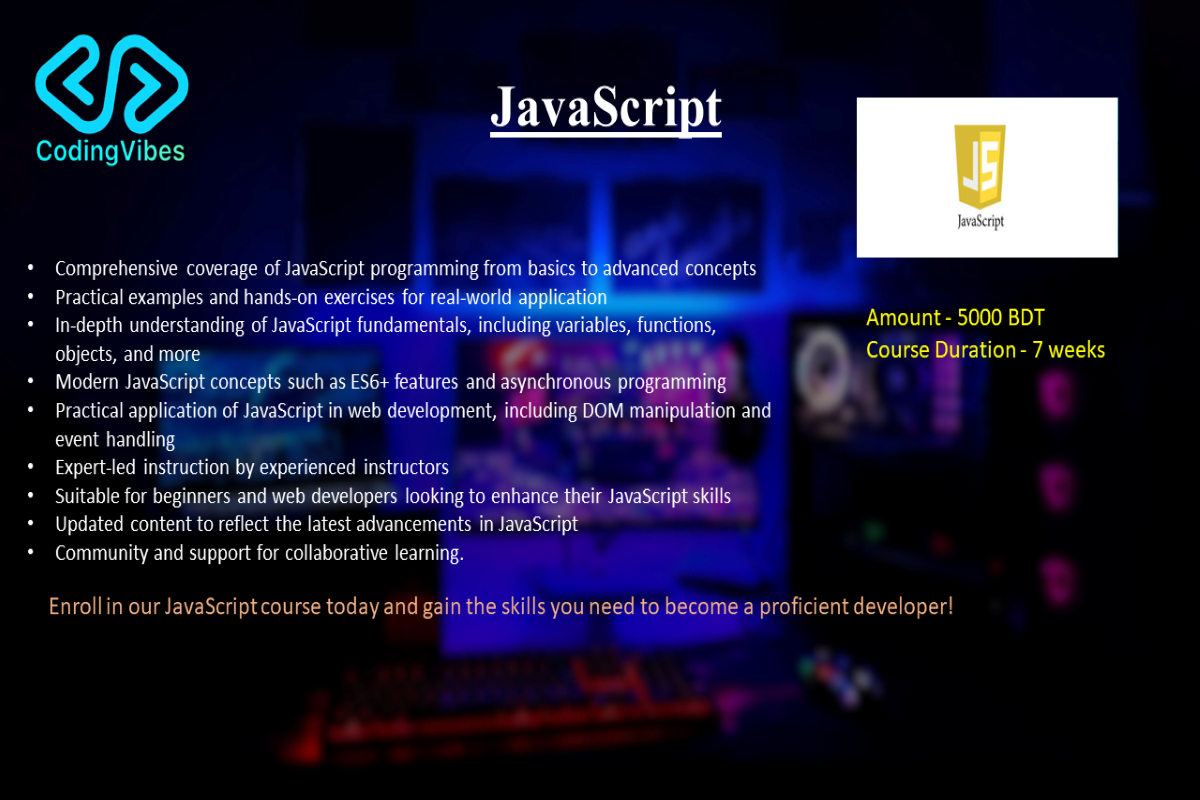 CodingVibes
JavaScript
JS
JavaScript
• Comprehensive coverage of JavaScript programming from basics to advanced concepts
• Practical examples and hands-on exercises for real-world application
• In-depth understanding of JavaScript fundamentals, including variables, functions,
objects, and more
• Modern JavaScript concepts such as ES6+ features and asynchronous programming
• Practical application of JavaScript in web development, including DOM manipulation and
event handling
• Expert-led instruction by experienced instructors
• Suitable for beginners and web developers looking to enhance their JavaScript skills
• Updated content to reflect the latest advancements in JavaScript
• Community and support for collaborative learning.
Amount - 5000 BDT
Course Duration - 7 weeks
Enroll in our JavaScript course today and gain the skills you need to become a proficient developer!